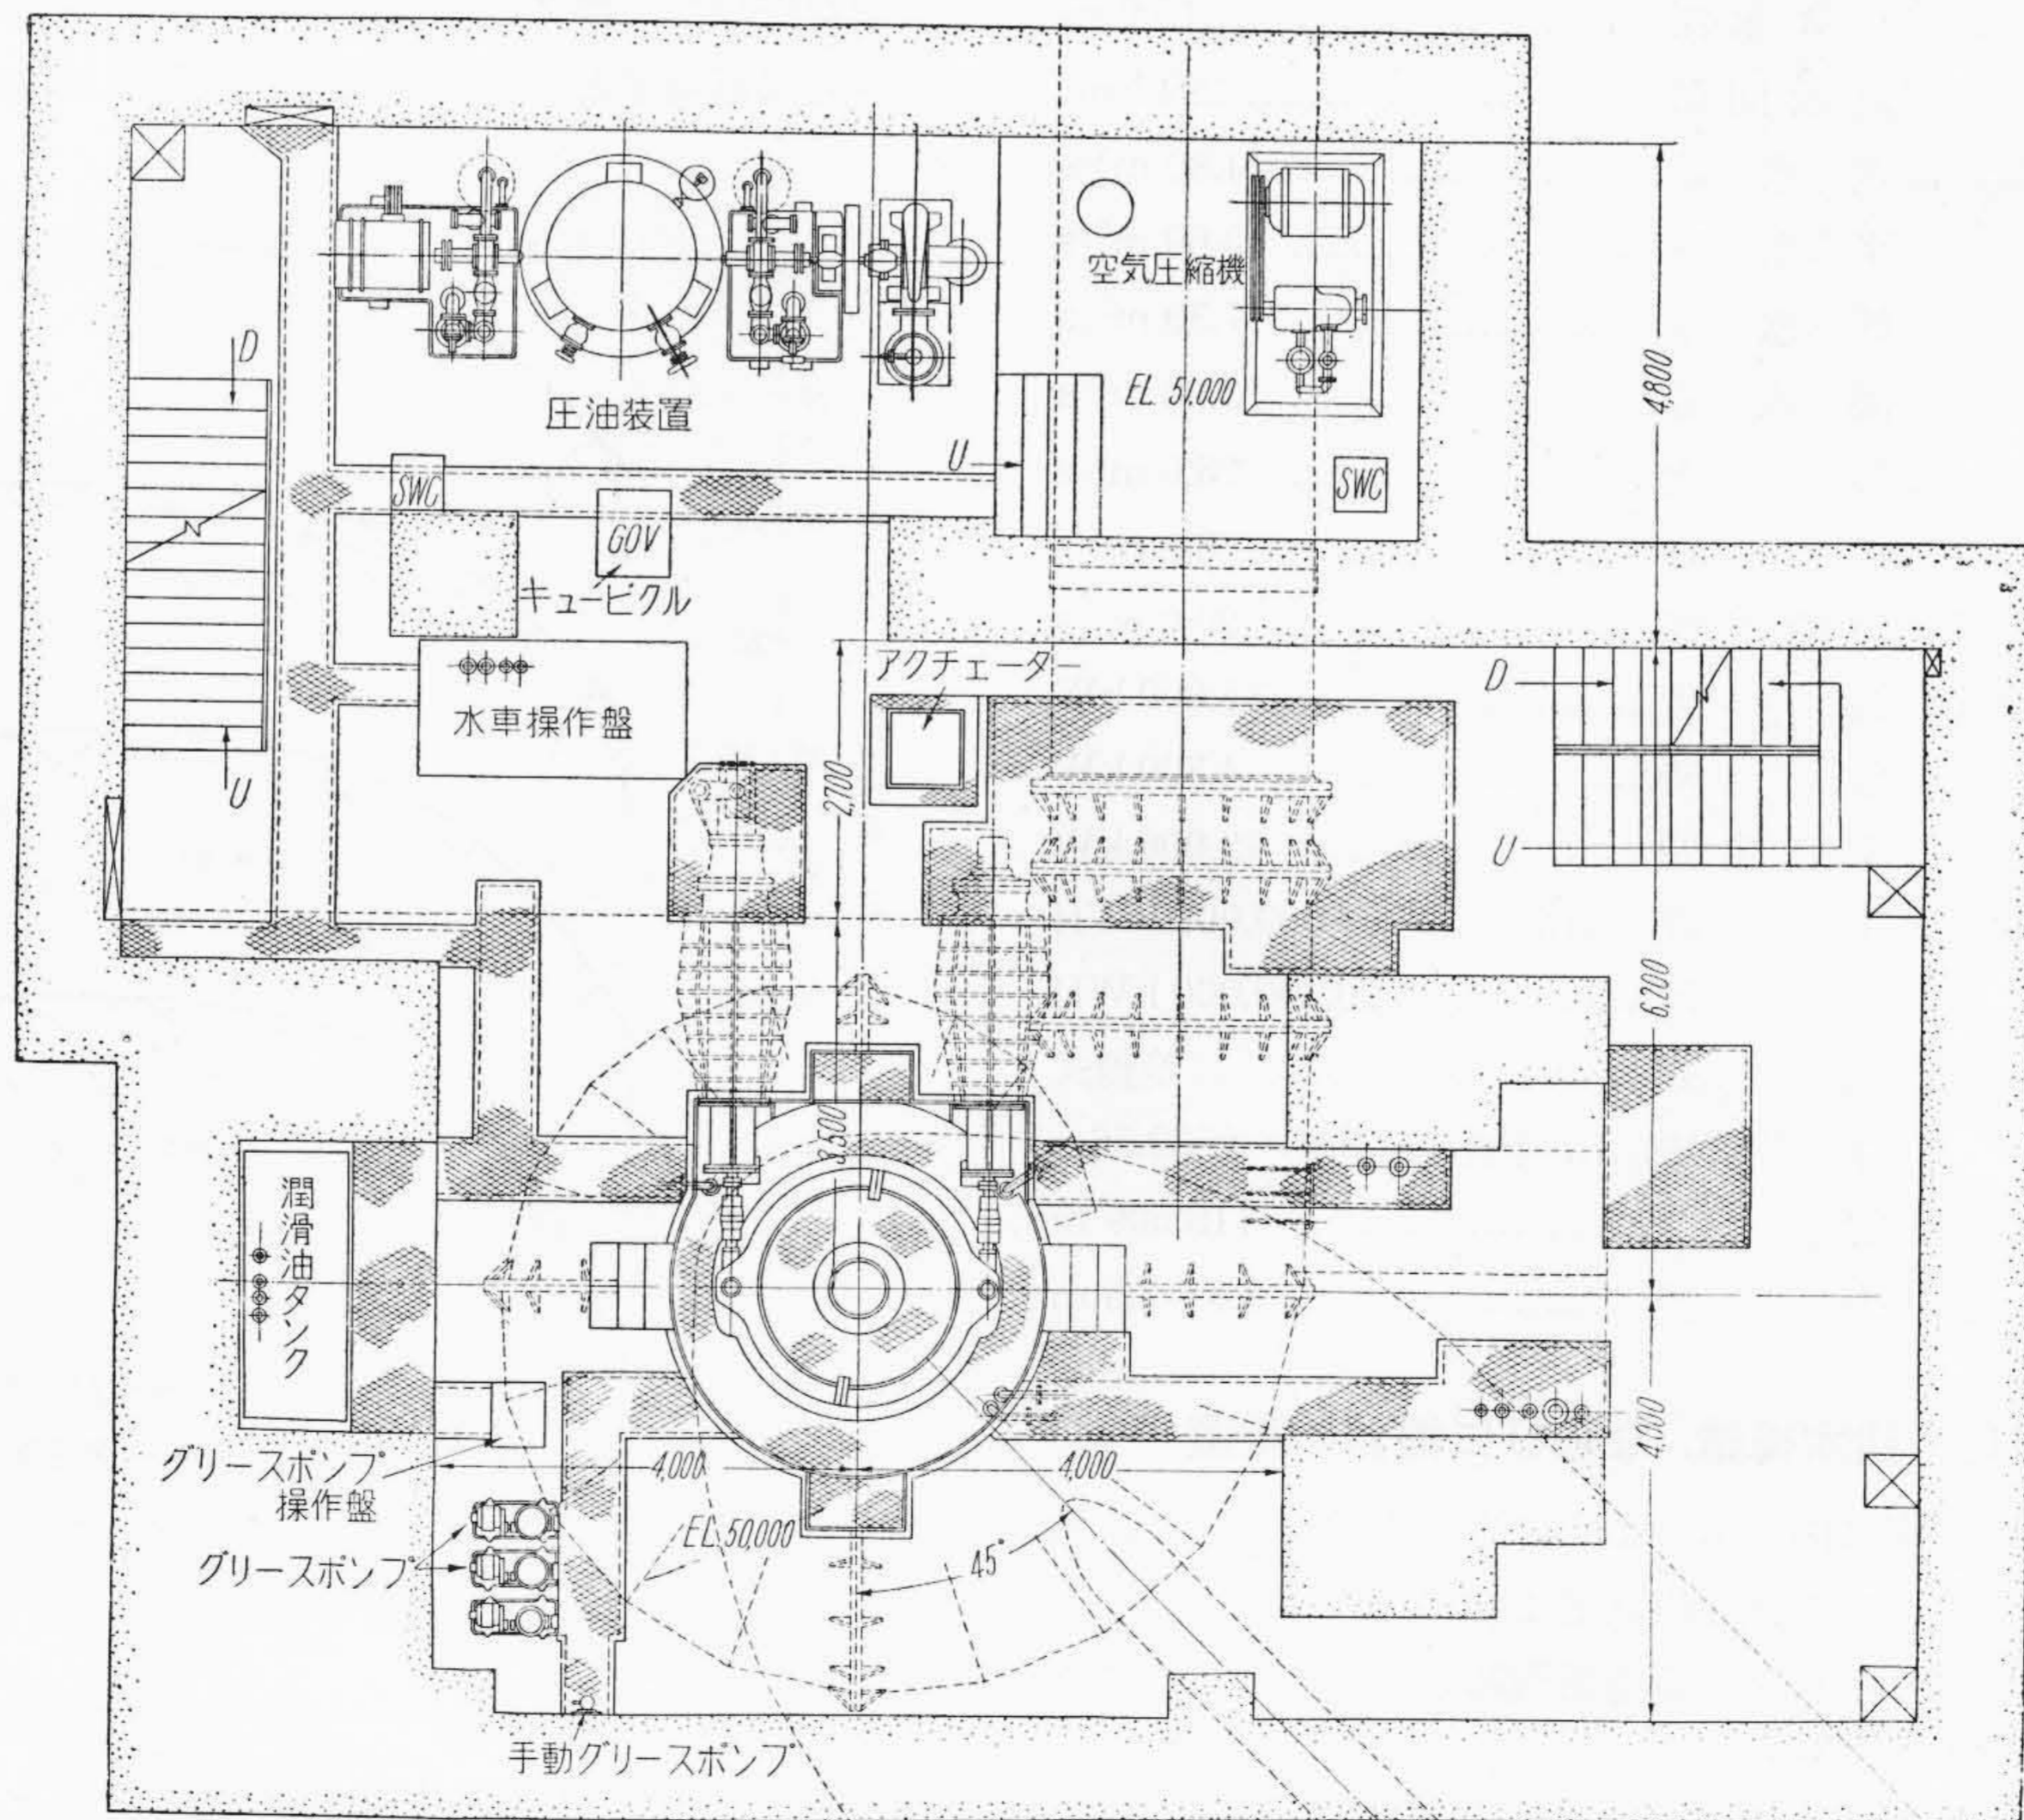 空気圧縮機
D
EL 51,000
4,800
圧油装置
U
SWC
SWC
GOV
キュービクル
アクチェーター
D
水車操作盤
U
2,700
U
6,200
3,500
潤滑油タンク
グリースポンプ
操作盤
4,000
4,000
4,000
EL 50,000
45°
グリースポンプ
手動グリースポンプ